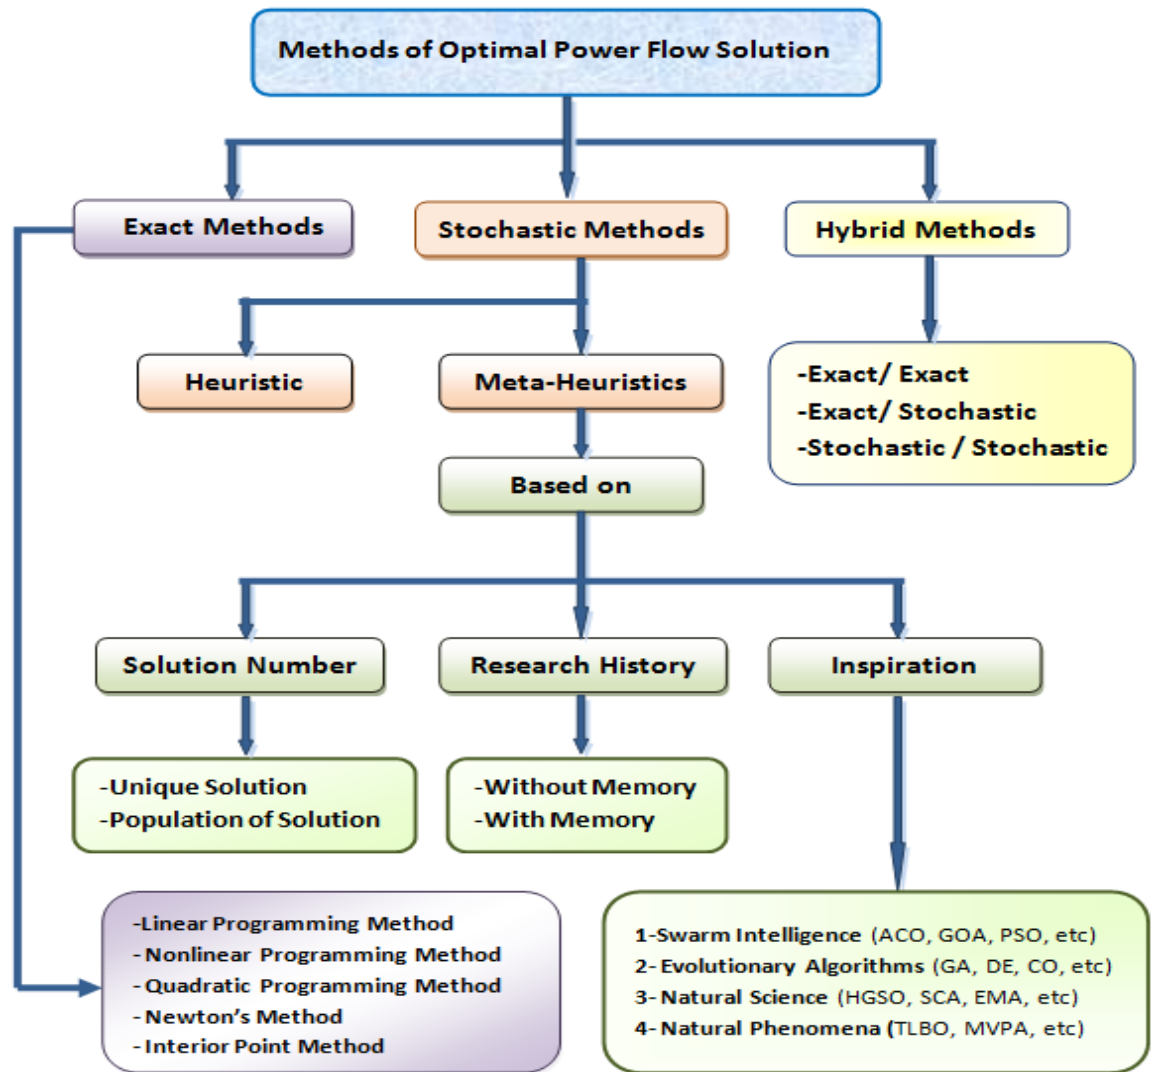 Methods of Optimal Power Flow Solution
Exact Methods
Stochastic Methods
Hybrid Methods
Heuristic
Meta-Heuristics
-Exact/ Exact
-Exact/ Stochastic
-Stochastic / Stochastic
Based on
Solution Number
Research History
Inspiration
-Unique Solution
-Population of Solution
-Without Memory
-With Memory
-Linear Programming Method
- Nonlinear Programming Method
- Quadratic Programming Method
- Newton's Method
- Interior Point Method
1-Swarm Intelligence (ACO, GOA, PSO, etc)
2- Evolutionary Algorithms (GA, DE, CO, etc)
3- Natural Science (HGSO, SCA, EMA, etc)
4- Natural Phenomena (TLBO, MVPA, etc)